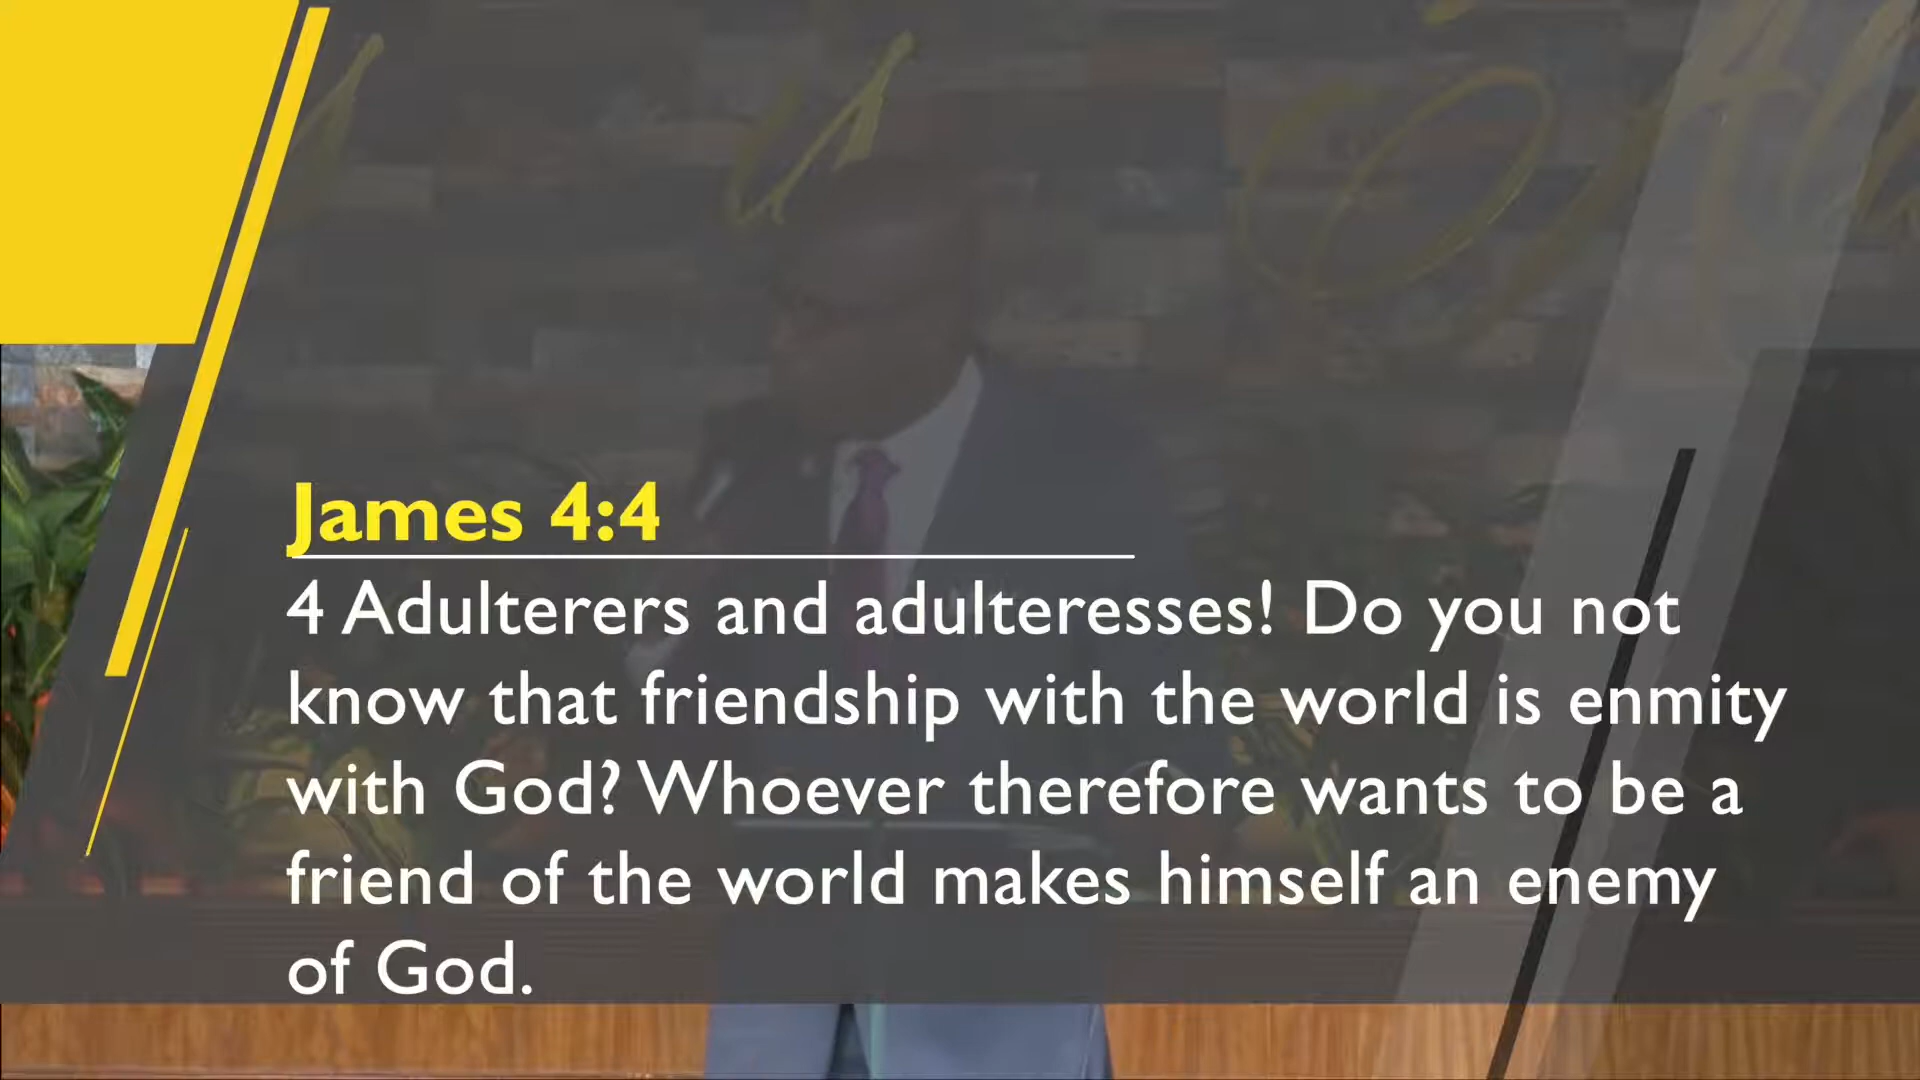 James 4:4
4 Adulterers and adulteresses! Do you not
know that friendship with the world is enmity
with God? Whoever therefore wants to be a
friend of the world makes himself an enemy
of God.